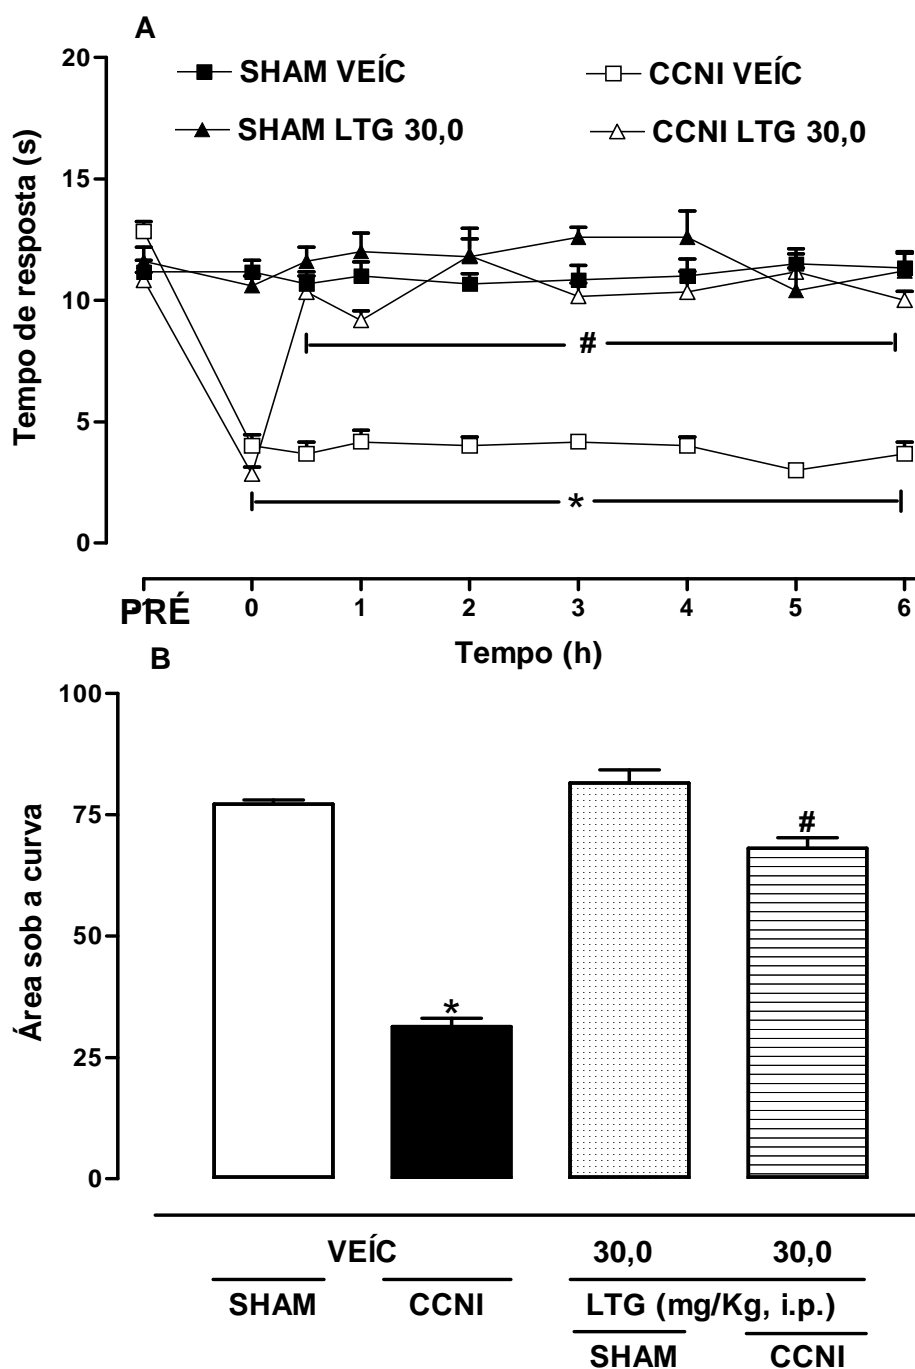 A
20
SHAM VEÍC
CCNI VEÍC
SHAM LTG 30,0
CCNI LTG 30,0
15
10
5
0
Tempo de resposta (s)
#
*
PRÉ
-1 0 1 2 3 4 5 6
Tempo (h)
B
100
75
50
25
0
Área sob a curva
*
#
VEÍC 30,0 30,0
SHAM CCNI LTG (mg/Kg, i.p.)
SHAM CCNI